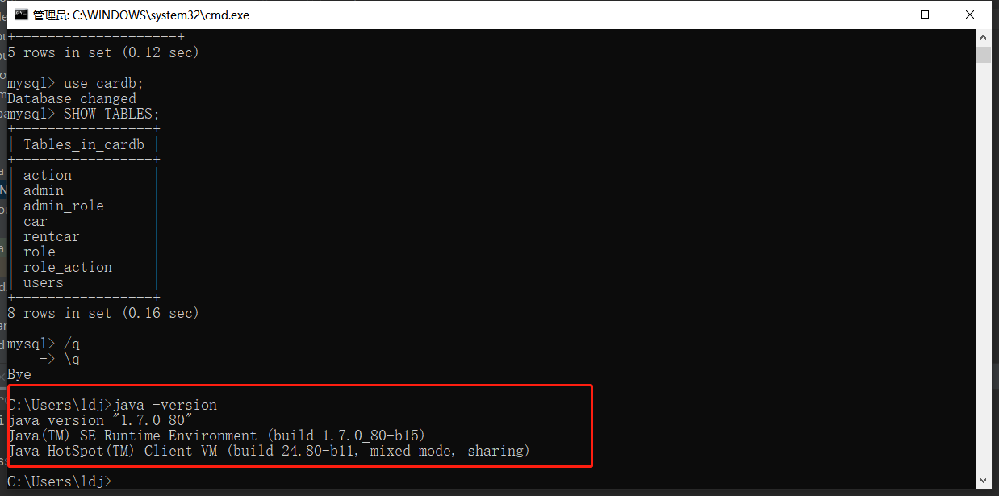 管理员: C:\WINDOWS\system32\cmd.exe
+--------------------+
5 rows in set (0.12 sec)
mysql> use cardb;
Database changed
mysql> SHOW TABLES;
+-----------------+
| Tables_in_cardb |
+-----------------+
| action |
| admin |
| admin_role |
| car |
| rentcar |
| role |
| role_action |
| users |
+-----------------+
8 rows in set (0.16 sec)
mysql> /q
-> \q
Bye
C:\Users\ldj>java -version
java version "1.7.0_80"
Java(TM) SE Runtime Environment (build 1.7.0_80-b15)
Java HotSpot(TM) Client VM (build 24.80-b11, mixed mode, sharing)
C:\Users\ldj>